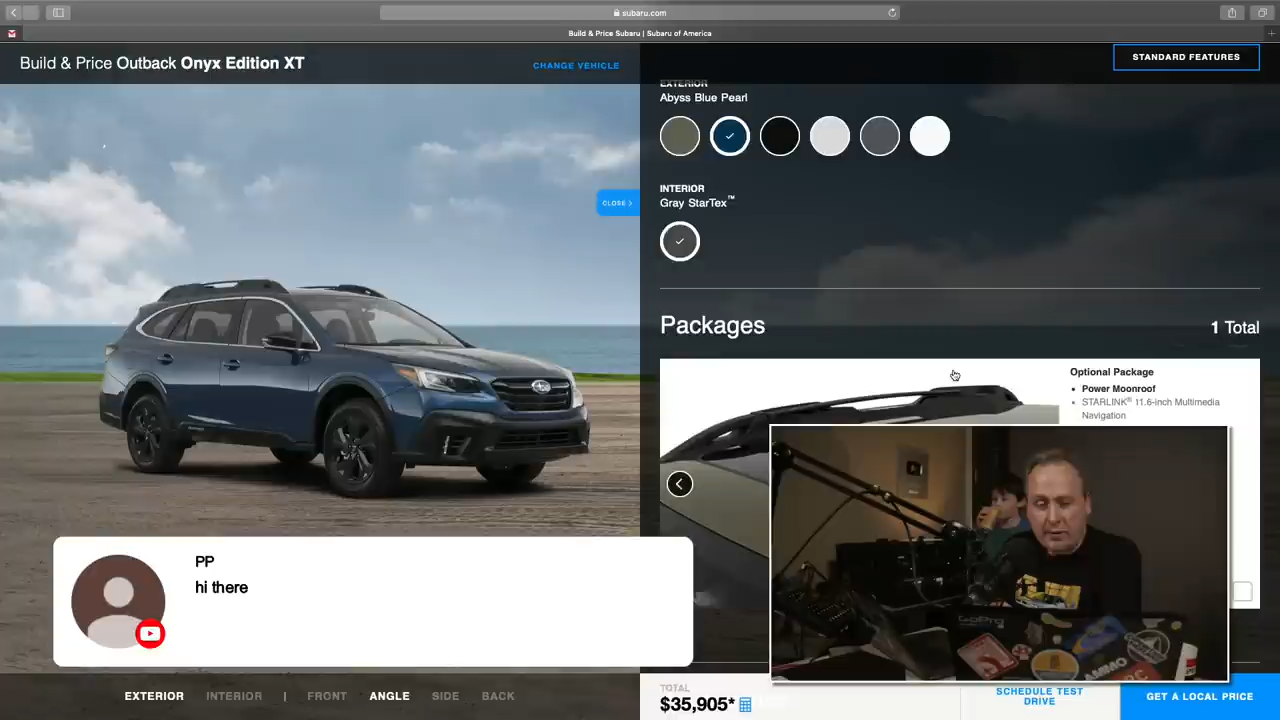 subaru.com
Build & Price Subaru | Subaru of America
Build & Price Outback Onyx Edition XT
CHANGE VEHICLE
STANDARD FEATURES
EXTERIOR
Abyss Blue Pearl
CLOSE >
INTERIOR
Gray StarTex™
Packages
1 Total
Optional Package
• Power Moonroof
• STARLINK® 11.6-inch Multimedia
Navigation
PP
hi there
GoPro
AMMO
EXTERIOR
INTERIOR
|
FRONT
ANGLE
SIDE
BACK
TOTAL
$35,905*
SCHEDULE TEST
DRIVE
GET A LOCAL PRICE